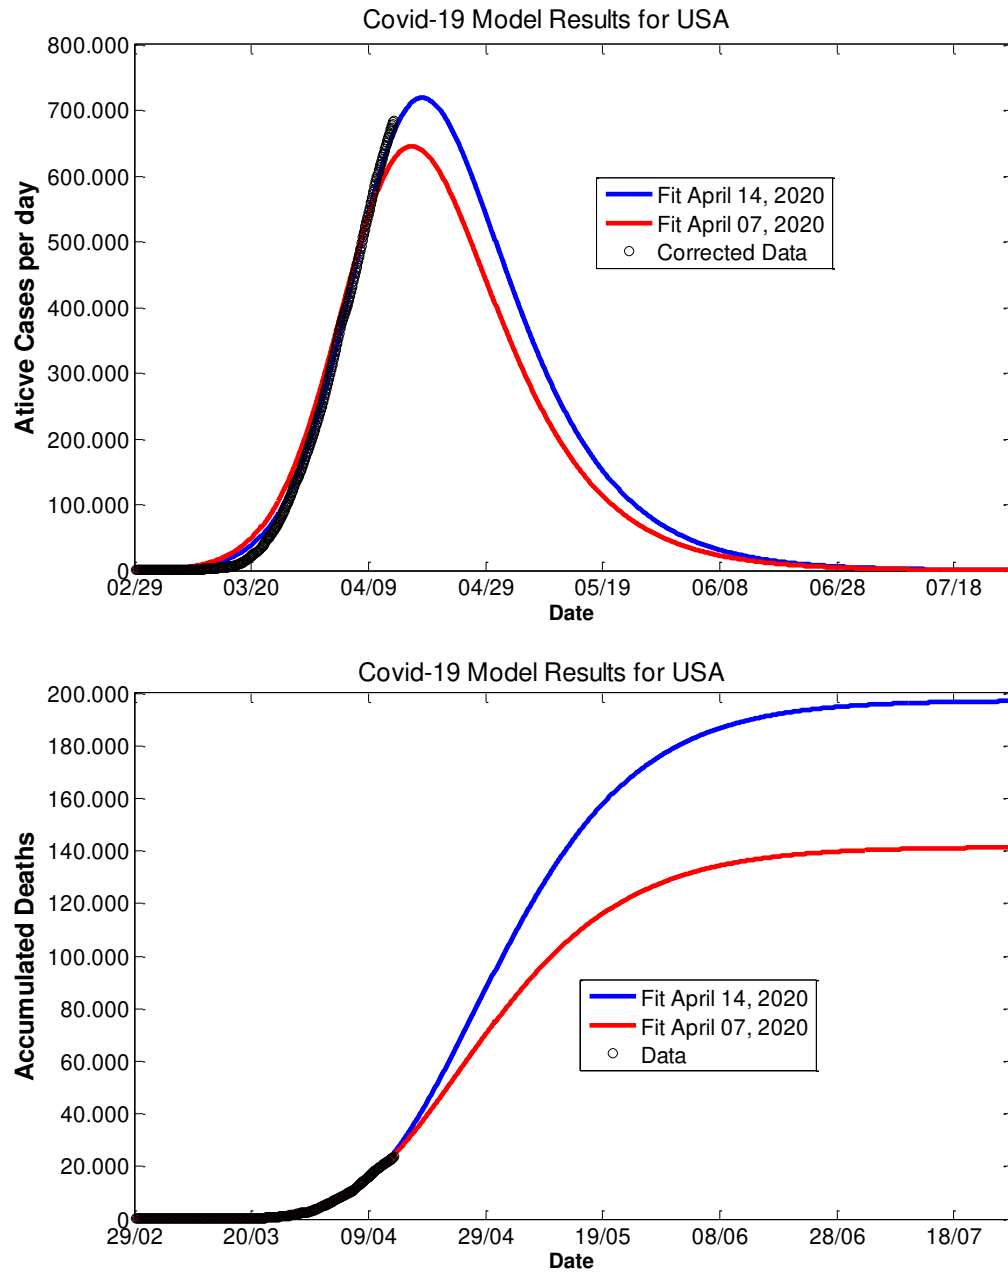 Covid-19 Model Results for USA
800.000
700.000
600.000
500.000
400.000
300.000
200.000
100.000
0
Aticve Cases per day
Fit April 14, 2020
Fit April 07, 2020
Corrected Data
02/29 03/20 04/09 04/29 05/19 06/08 06/28 07/18
Date
Covid-19 Model Results for USA
200.000
180.000
160.000
140.000
120.000
100.000
80.000
60.000
40.000
20.000
0
Accumulated Deaths
Fit April 14, 2020
Fit April 07, 2020
Data
29/02 20/03 09/04 29/04 19/05 08/06 28/06 18/07
Date